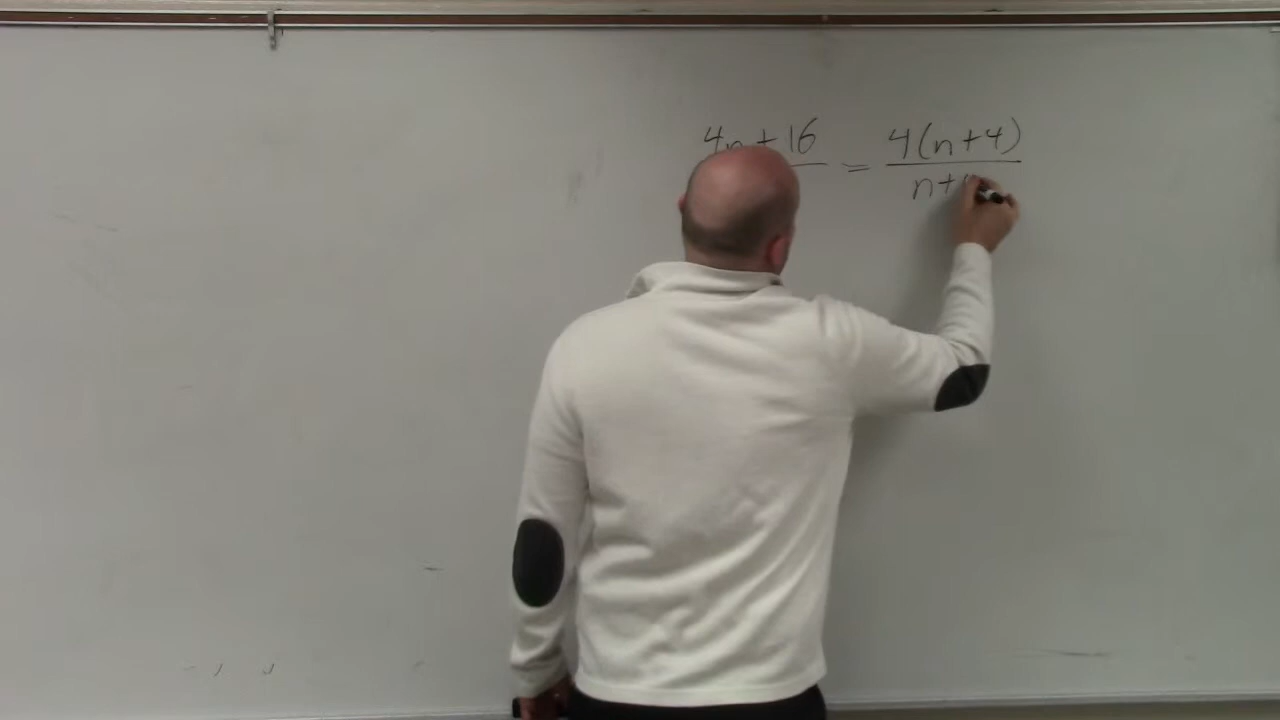 4n + 16 = 4(n+4)
n+